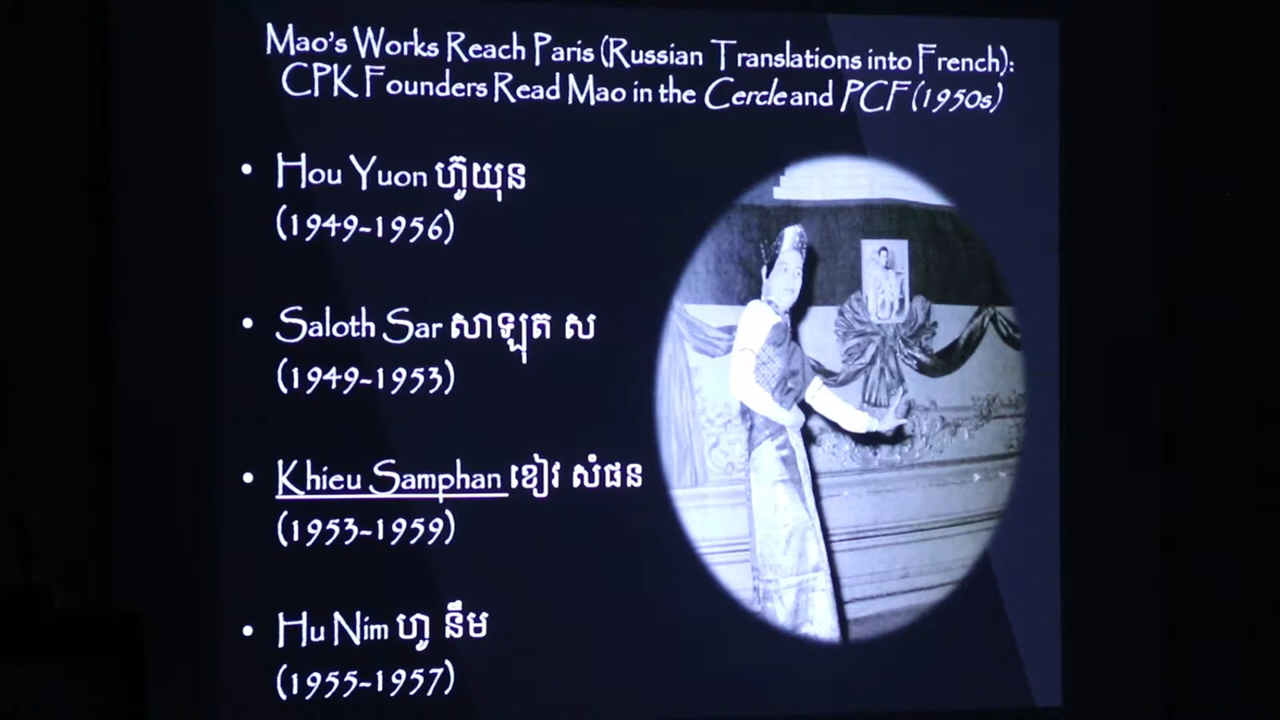 Mao's Works Reach Paris (Russian Translations into French):
CPK Founders Read Mao in the Cercle and PCF (1950s)
• Hou Yuon ហ៊ូយុន
(1949-1956)
• Saloth Sar សាឡុត ស
(1949-1953)
• Khieu Samphan ខៀវ សំផន
(1953-1959)
• Hu Nim ហូ នឹម
(1955-1957)